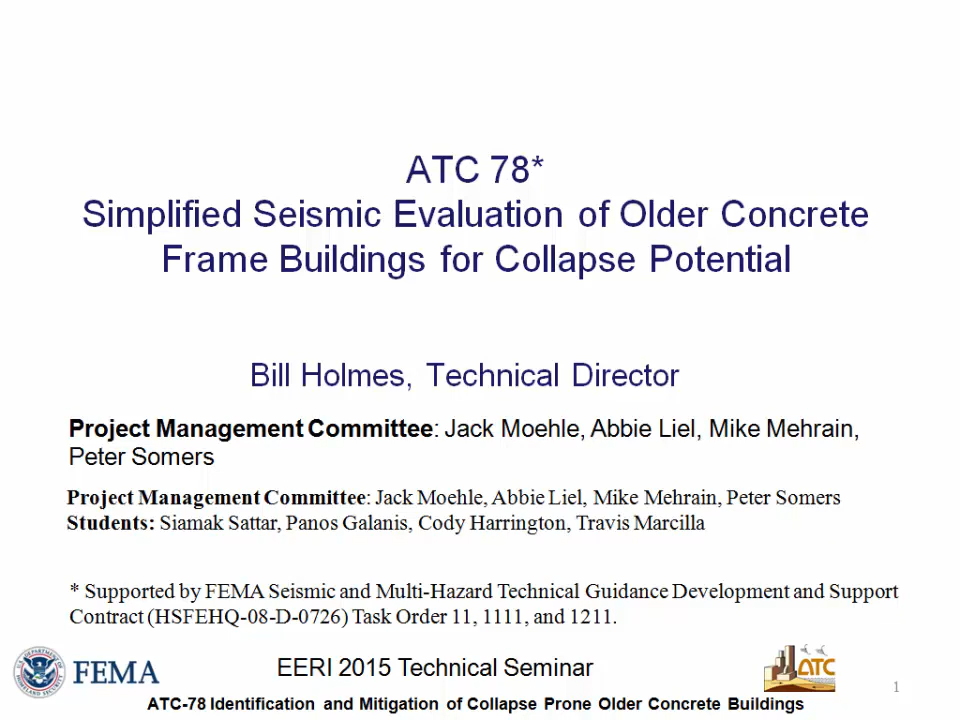 ATC 78*
Simplified Seismic Evaluation of Older Concrete
Frame Buildings for Collapse Potential
Bill Holmes, Technical Director
Project Management Committee: Jack Moehle, Abbie Liel, Mike Mehrain,
Peter Somers
Project Management Committee: Jack Moehle, Abbie Liel, Mike Mehrain, Peter Somers
Students: Siamak Sattar, Panos Galanis, Cody Harrington, Travis Marcilla
* Supported by FEMA Seismic and Multi-Hazard Technical Guidance Development and Support
Contract (HSFEHQ-08-D-0726) Task Order 11, 1111, and 1211.
FEMA
EERI 2015 Technical Seminar
ATC
1
ATC-78 Identification and Mitigation of Collapse Prone Older Concrete Buildings